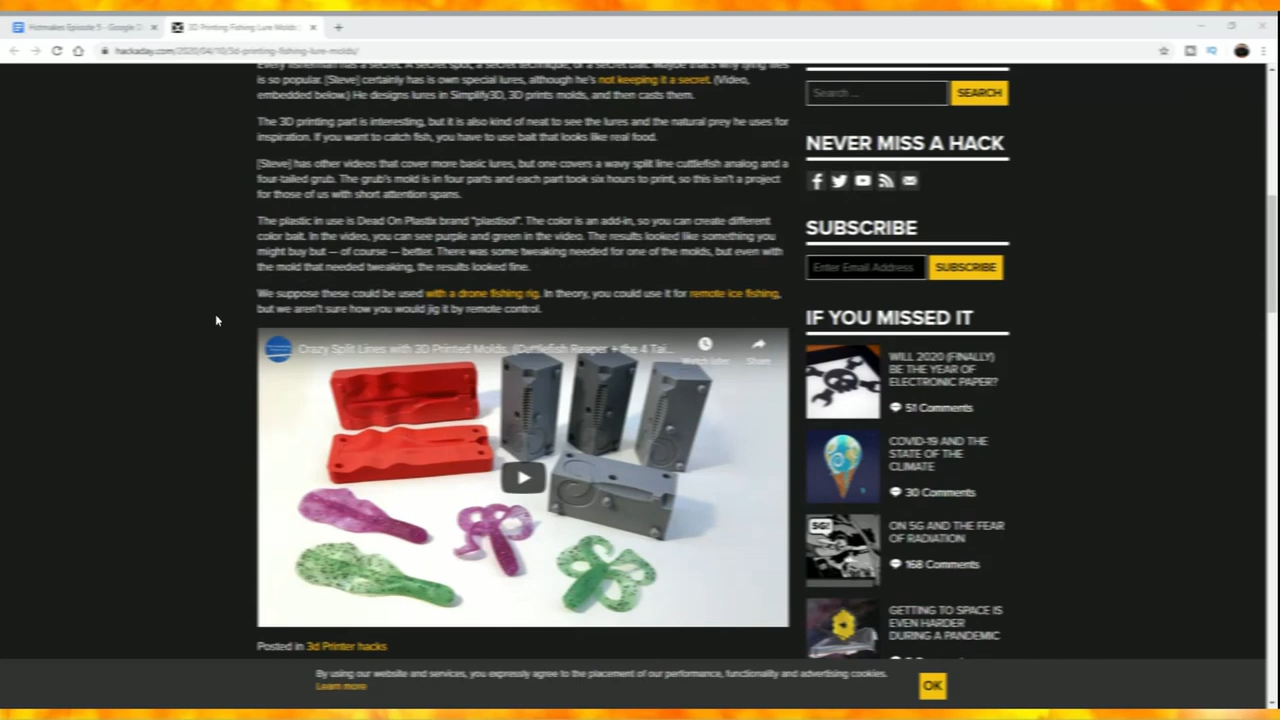 Hotmakes Episode 5 - Google D
3D Printing Fishing Lure Molds |
hackaday.com/2020/04/10/3d-printing-fishing-lure-molds/
Every fisherman has a secret. A secret spot, a secret technique, or a secret bait. Maybe that's why tying flies
is so popular. [Steve] certainly has is own special lures, although he's not keeping it a secret. (Video,
embedded below.) He designs lures in Simplify3D, 3D prints molds, and then casts them.
The 3D printing part is interesting, but it is also kind of neat to see the lures and the natural prey he uses for
inspiration. If you want to catch fish, you have to use bait that looks like real food.
[Steve] has other videos that cover more basic lures, but one covers a wavy split line cuttlefish analog and a
four-tailed grub. The grub's mold is in four parts and each part took six hours to print, so this isn't a project
for those of us with short attention spans.
The plastic in use is Dead On Plastix brand "plastisol". The color is an add-in, so you can create different
color bait. In the video, you can see purple and green in the video. The results looked like something you
might buy but — of course — better. There was some tweaking needed for one of the molds, but even with
the mold that needed tweaking, the results looked fine.
We suppose these could be used with a drone fishing rig. In theory, you could use it for remote ice fishing,
but we aren't sure how you would jig it by remote control.
Crazy Split Lines with 3D Printed Molds. (Cuttlefish Reaper + the 4 Tai...
Watch later
Share
Posted in 3d Printer hacks
Search ...
SEARCH
NEVER MISS A HACK
SUBSCRIBE
Enter Email Address
SUBSCRIBE
IF YOU MISSED IT
WILL 2020 (FINALLY)
BE THE YEAR OF
ELECTRONIC PAPER?
51 Comments
COVID-19 AND THE
STATE OF THE
CLIMATE
30 Comments
5G!
ON 5G AND THE FEAR
OF RADIATION
168 Comments
GETTING TO SPACE IS
EVEN HARDER
DURING A PANDEMIC
By using our website and services, you expressly agree to the placement of our performance, functionality and advertising cookies.
Learn more
OK